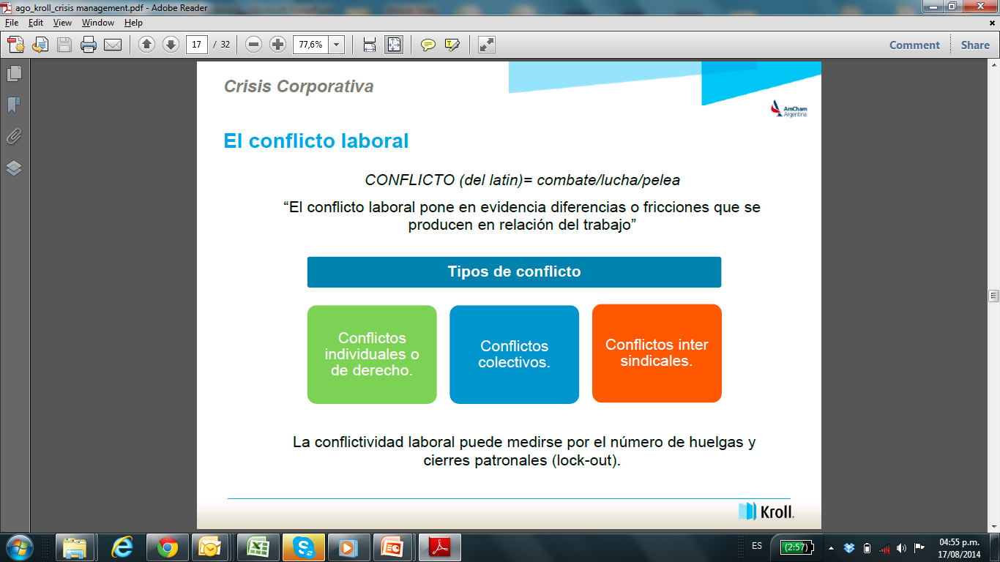 ago_kroll_crisis management.pdf - Adobe Reader
File Edit View Window Help
17 / 32 77,6% Comment Share
Crisis Corporativa
AmCham
Argentina
El conflicto laboral
CONFLICTO (del latin)= combate/lucha/pelea
“El conflicto laboral pone en evidencia diferencias o fricciones que se
producen en relación del trabajo”
Tipos de conflicto
Conflictos
individuales o
de derecho.
Conflictos
colectivos.
Conflictos inter
sindicales.
La conflictividad laboral puede medirse por el número de huelgas y
cierres patronales (lock-out).
Kroll.
ES (2:57) 04:55 p.m.
17/08/2014